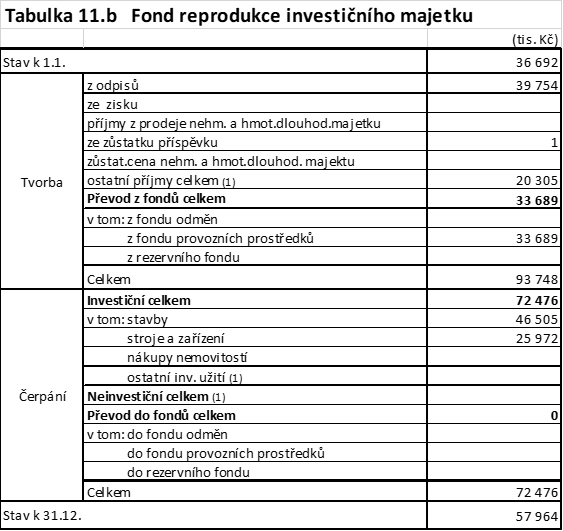 Tabulka 11.b Fond reprodukce investičního majetku
(tis. Kč)
Stav k 1.1. 36 692
Tvorba
z odpisů 39 754
ze zisku
příjmy z prodeje nehm. a hmot.dlouhod.majetku
ze zůstatku příspěvku 1
zůstat.cena nehm. a hmot.dlouhod. majektu
ostatní příjmy celkem (1) 20 305
Převod z fondů celkem 33 689
v tom: z fondu odměn
z fondu provozních prostředků 33 689
z rezervního fondu
Celkem 93 748
Čerpání
Investiční celkem 72 476
v tom: stavby 46 505
stroje a zařízení 25 972
nákupy nemovitostí
ostatní inv. užití (1)
Neinvestiční celkem (1)
Převod do fondů celkem 0
v tom: do fondu odměn
do fondu provozních prostředků
do rezervního fondu
Celkem 72 476
Stav k 31.12. 57 964